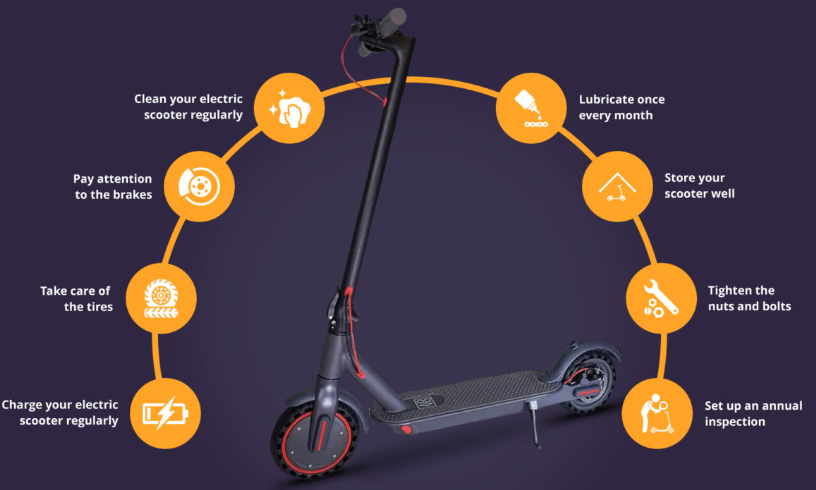 Clean your electric
scooter regularly
Lubricate once
every month
Pay attention
to the brakes
Store your
scooter well
Take care of
the tires
Tighten the
nuts and bolts
Charge your electric
scooter regularly
Set up an annual
inspection